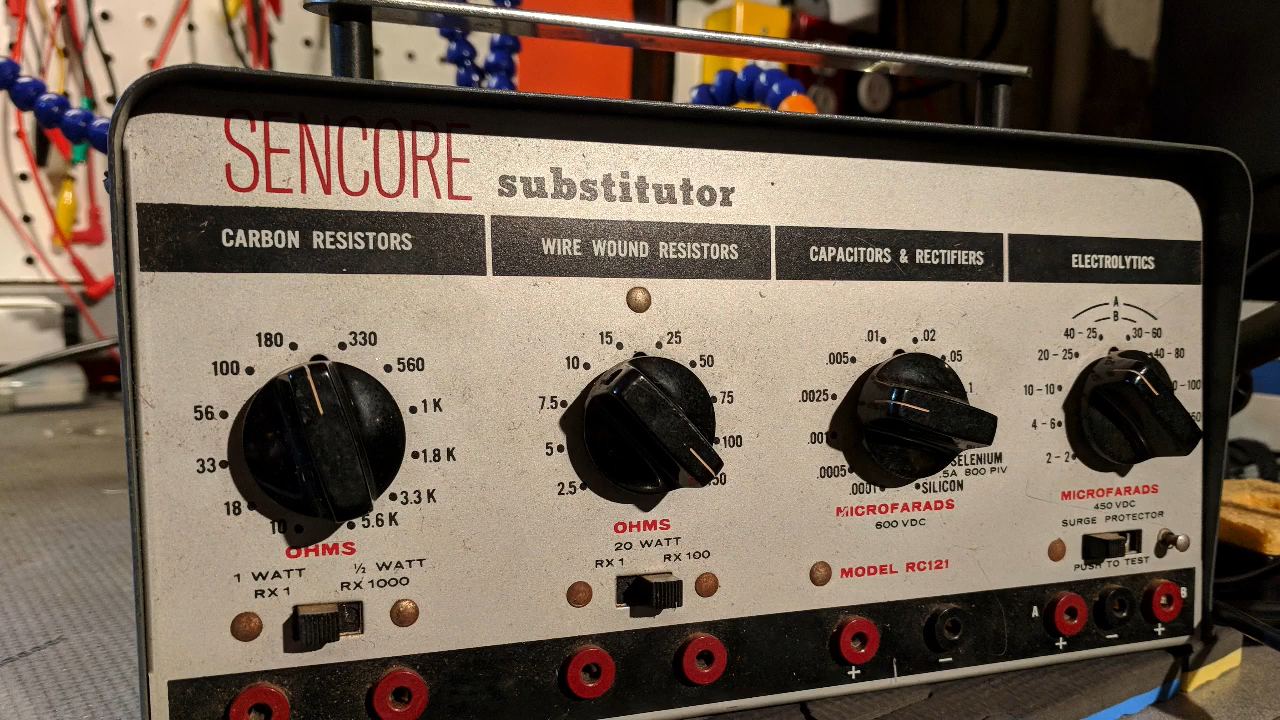 SENCORE substitutor
CARBON RESISTORS
180 330
100 560
56 1 K
33 1.8 K
18 3.3 K
10 5.6 K
OHMS
1 WATT ½ WATT
RX 1 RX 1000
WIRE WOUND RESISTORS
15 25
10 50
7.5 75
5 100
2.5
OHMS
20 WATT
RX 1 RX 100
CAPACITORS & RECTIFIERS
.01 .02
.005 .05
.0025 .1
.001
.0005 SELENIUM
.5A 800 PIV
.0001 SILICON
MICROFARADS
600 VDC
MODEL RC121
+ −
ELECTROLYTICS
A
B
40 - 25 30 - 60
20 - 25 40 - 80
10 - 10
4 - 6
2 - 2
MICROFARADS
450 VDC
SURGE PROTECTOR
PUSH TO TEST
A B
+ − +